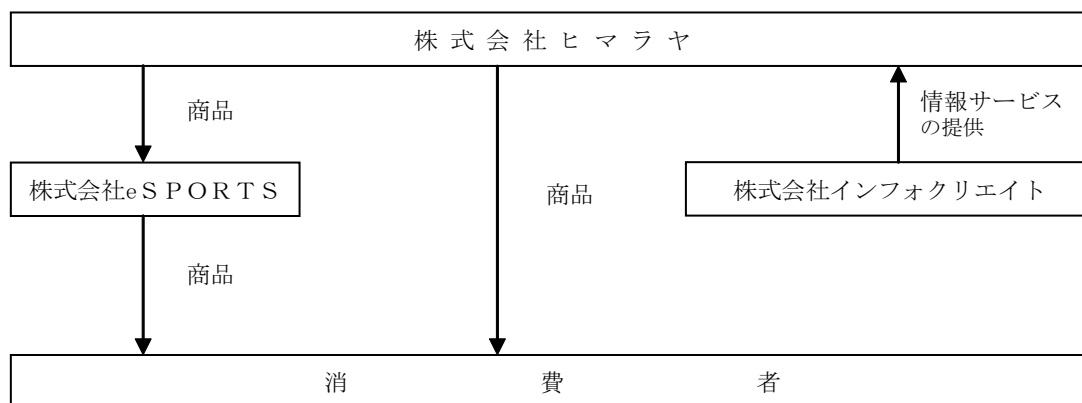 株 式 会 社 ヒ マ ラ ヤ
商品
情報サービス
の提供
株式会社eＳＰＯＲＴＳ
商品
株式会社インフォクリエイト
商品
消 費 者